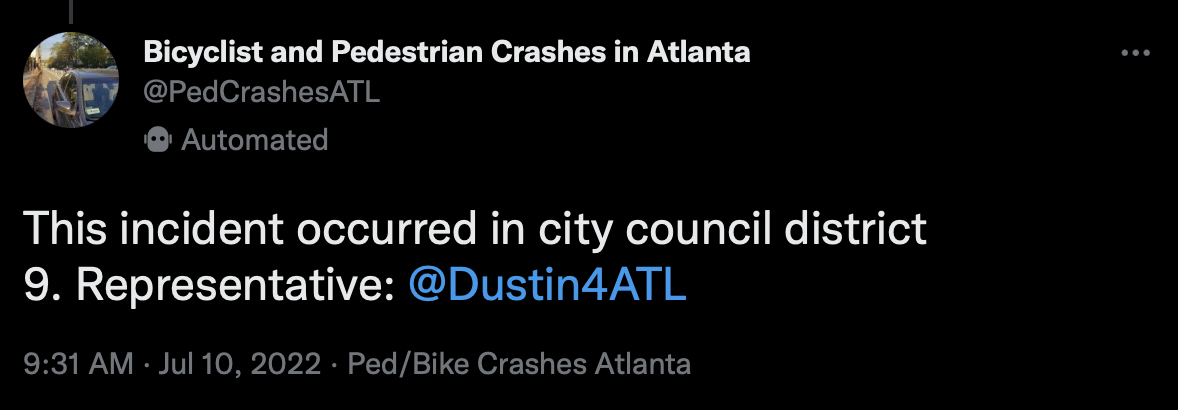 Bicyclist and Pedestrian Crashes in Atlanta
@PedCrashesATL
Automated
This incident occurred in city council district
9. Representative: @Dustin4ATL
9:31 AM · Jul 10, 2022 · Ped/Bike Crashes Atlanta